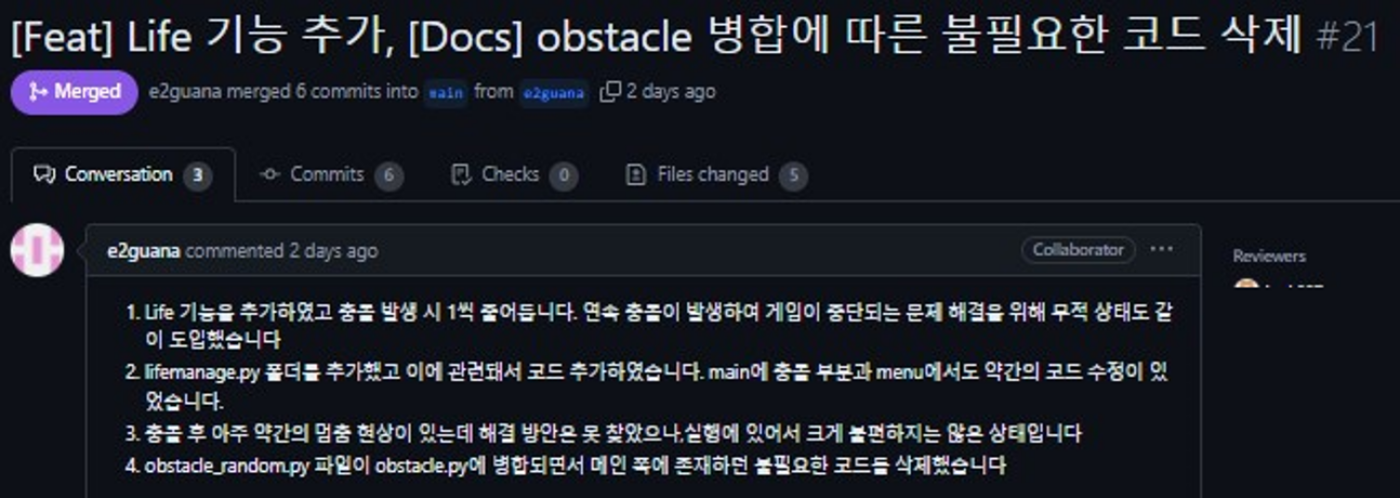 [Feat] Life 기능 추가, [Docs] obstacle 병합에 따른 불필요한 코드 삭제 #21
Merged e2guana merged 6 commits into main from e2guana 2 days ago
Conversation 3 Commits 6 Checks 0 Files changed 5
e2guana commented 2 days ago Collaborator ...
Reviewers
1. Life 기능을 추가하였고 충돌 발생 시 1씩 줄어듭니다. 연속 충돌이 발생하여 게임이 중단되는 문제 해결을 위해 무적 상태도 같
이 도입했습니다
2. lifemanage.py 폴더를 추가했고 이에 관련돼서 코드 추가하였습니다. main에 충돌 부분과 menu에서도 약간의 코드 수정이 있
었습니다.
3. 충돌 후 아주 약간의 멈춤 현상이 있는데 해결 방안은 못 찾았으나,실행에 있어서 크게 불편하지는 않은 상태입니다
4. obstacle_random.py 파일이 obstacle.py에 병합되면서 메인 쪽에 존재하던 불필요한 코드들 삭제했습니다